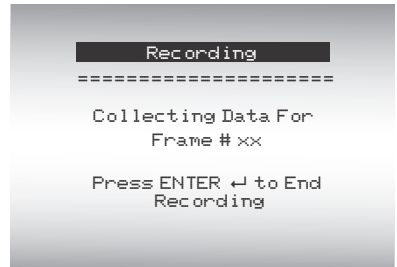 Recording
=====================
Collecting Data For
Frame # xx
Press ENTER ↵ to End
Recording